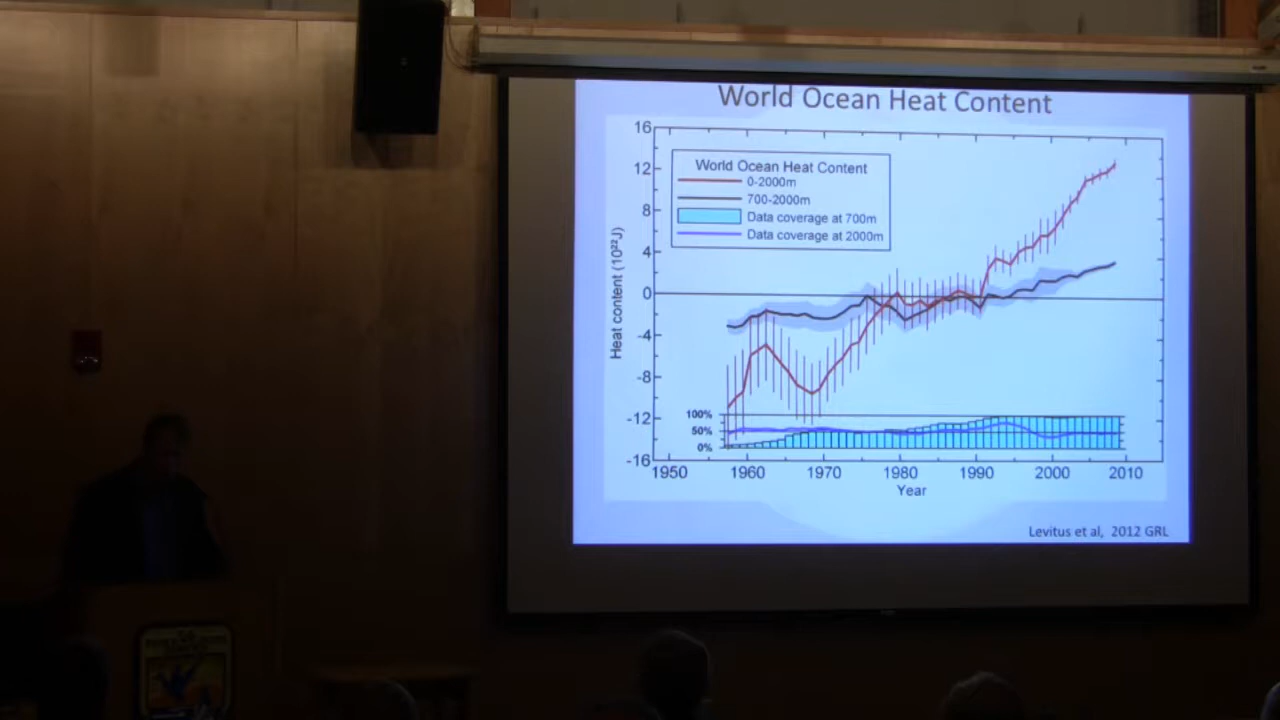 World Ocean Heat Content
16
12
8
4
0
-4
-8
-12
-16
Heat content (10²²J)
World Ocean Heat Content
0-2000m
700-2000m
Data coverage at 700m
Data coverage at 2000m
100%
50%
0%
1950 1960 1970 1980 1990 2000 2010
Year
Levitus et al, 2012 GRL